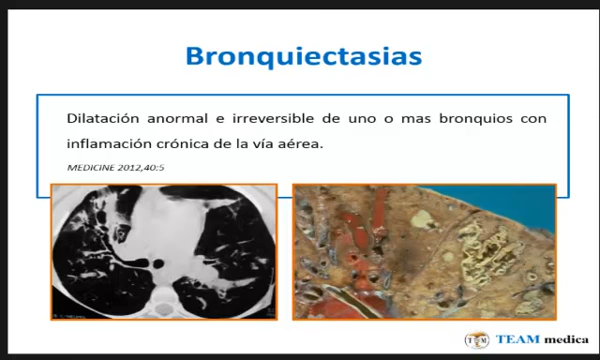 Bronquiectasias
Dilatación anormal e irreversible de uno o mas bronquios con
inflamación crónica de la vía aérea.
MEDICINE 2012,40:5
TEAM medica